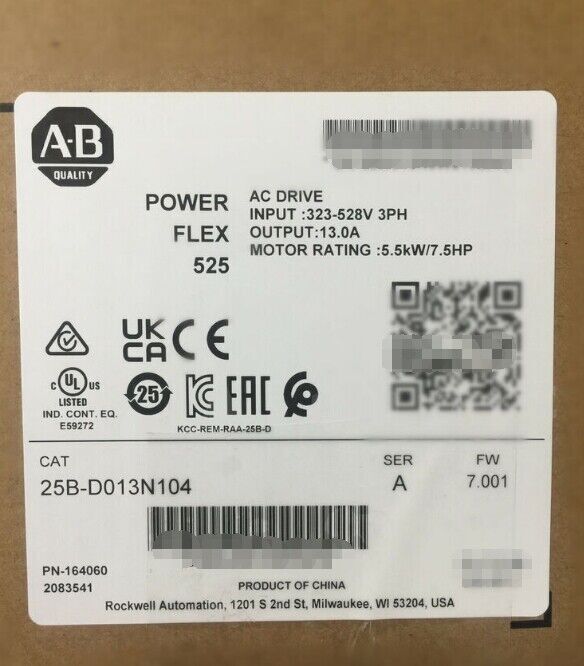 A·B
QUALITY
POWER
FLEX
525
AC DRIVE
INPUT :323-528V 3PH
OUTPUT:13.0A
MOTOR RATING :5.5kW/7.5HP
UK
CA CE
C UL US
LISTED
IND. CONT. EQ.
E59272
25
KC EAC
KCC-REM-RAA-25B-D
CAT
25B-D013N104
SER
A
FW
7.001
PN-164060
2083541
PRODUCT OF CHINA
Rockwell Automation, 1201 S 2nd St, Milwaukee, WI 53204, USA